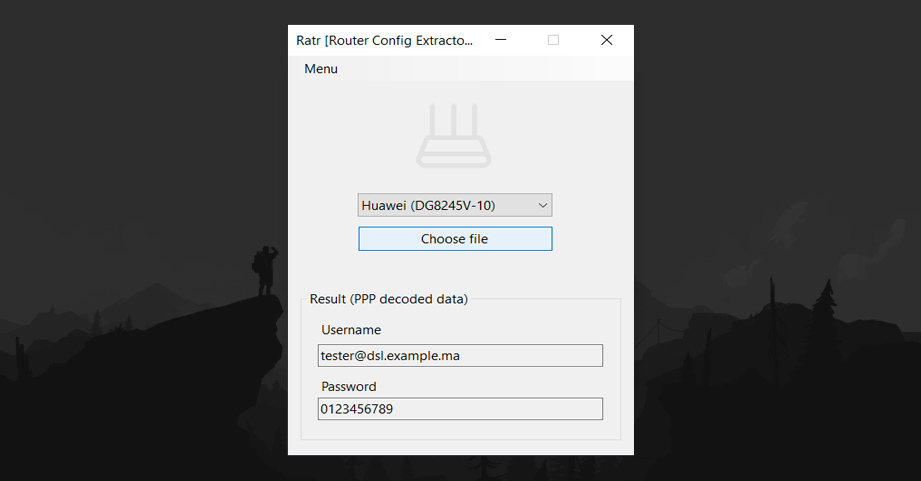 Ratr [Router Config Extracto...
Menu
Huawei (DG8245V-10)
Choose file
Result (PPP decoded data)
Username
tester@dsl.example.ma
Password
0123456789